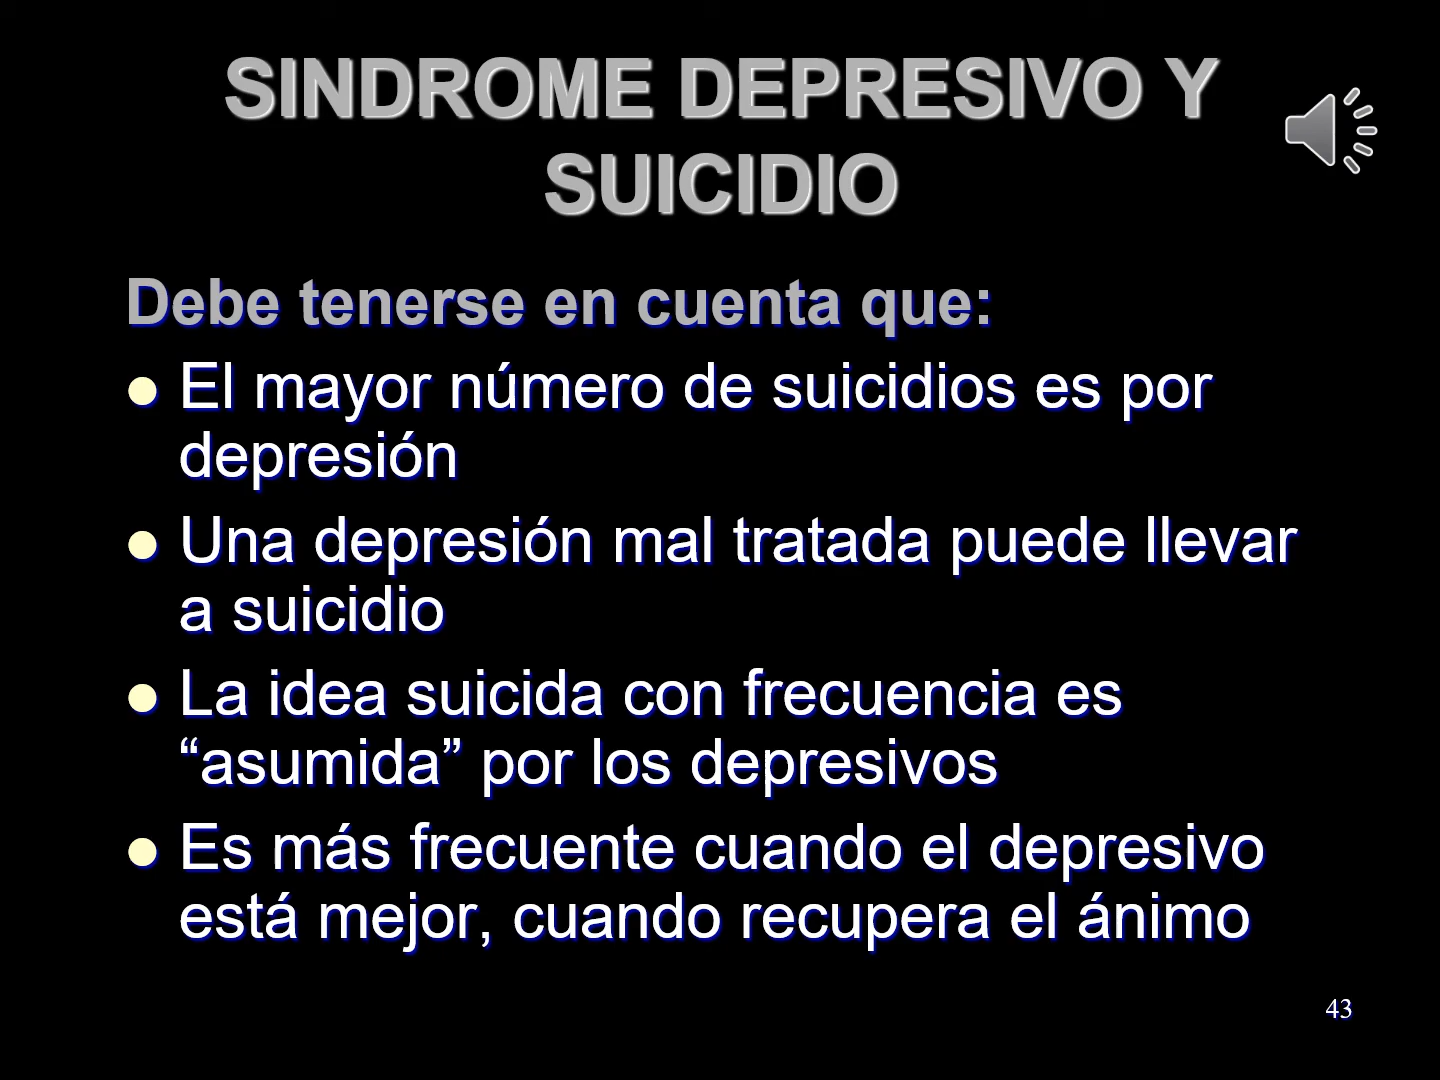 SINDROME DEPRESIVO Y
SUICIDIO
Debe tenerse en cuenta que:
● El mayor número de suicidios es por
depresión
● Una depresión mal tratada puede llevar
a suicidio
● La idea suicida con frecuencia es
“asumida” por los depresivos
● Es más frecuente cuando el depresivo
está mejor, cuando recupera el ánimo
43